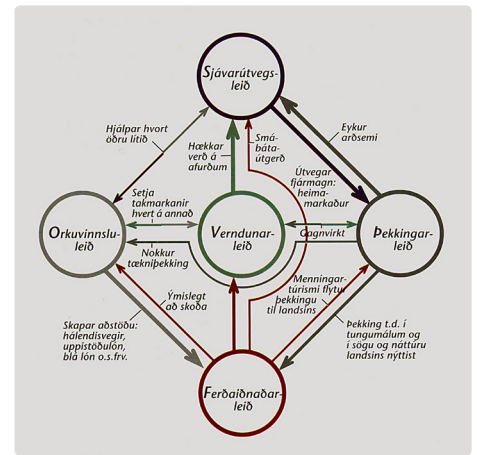 Sjávarútvegs-
leið
Hjálpar hvort
öðru lítið
Eykur
arðsemi
Hækkar
verð á
afurðum
Smá-
báta-
útgerð
Útvegar
fjármagn:
heima-
markaður
Setja
takmarkanir
hvert á annað
Orkuvinnslu-
leið
Verndunar-
leið
Gagnvirkt
Þekkingar-
leið
Nokkur
tækniþekking
Ýmislegt
að skoða
Menningar-
túrismi flytur
þekkingu
til landsins
Skapar aðstöðu:
hálendisvegir,
uppistöðulón,
blá lón o.s.frv.
Þekking t.d. í
tungumálum og
í sögu og náttúru
landsins nýttist
Ferðaiðnaðar-
leið